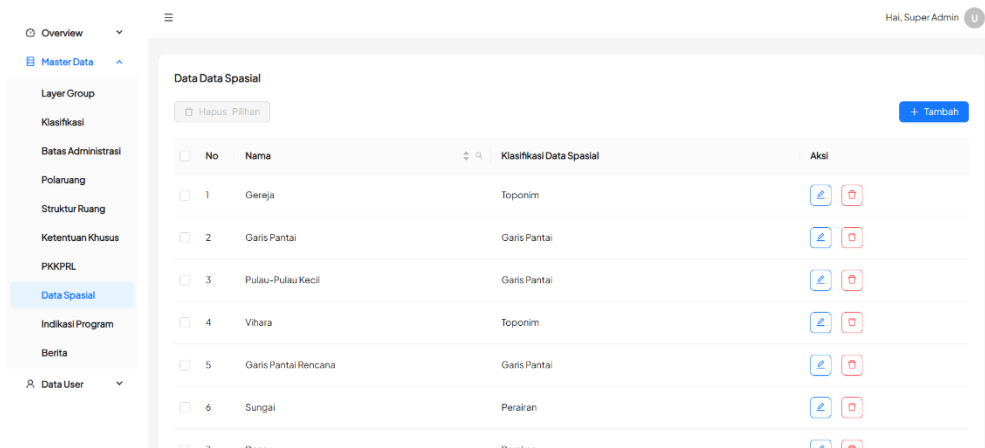 Hai, Super Admin U
Overview
Master Data
Layer Group
Klasifikasi
Batas Administrasi
Polaruang
Struktur Ruang
Ketentuan Khusus
PKKPRL
Data Spasial
Indikasi Program
Berita
Data User
Data Data Spasial
Hapus Pilihan
+ Tambah
No Nama Klasifikasi Data Spasial Aksi
1 Gereja Toponim
2 Garis Pantai Garis Pantai
3 Pulau-Pulau Kecil Garis Pantai
4 Vihara Toponim
5 Garis Pantai Rencana Garis Pantai
6 Sungai Perairan